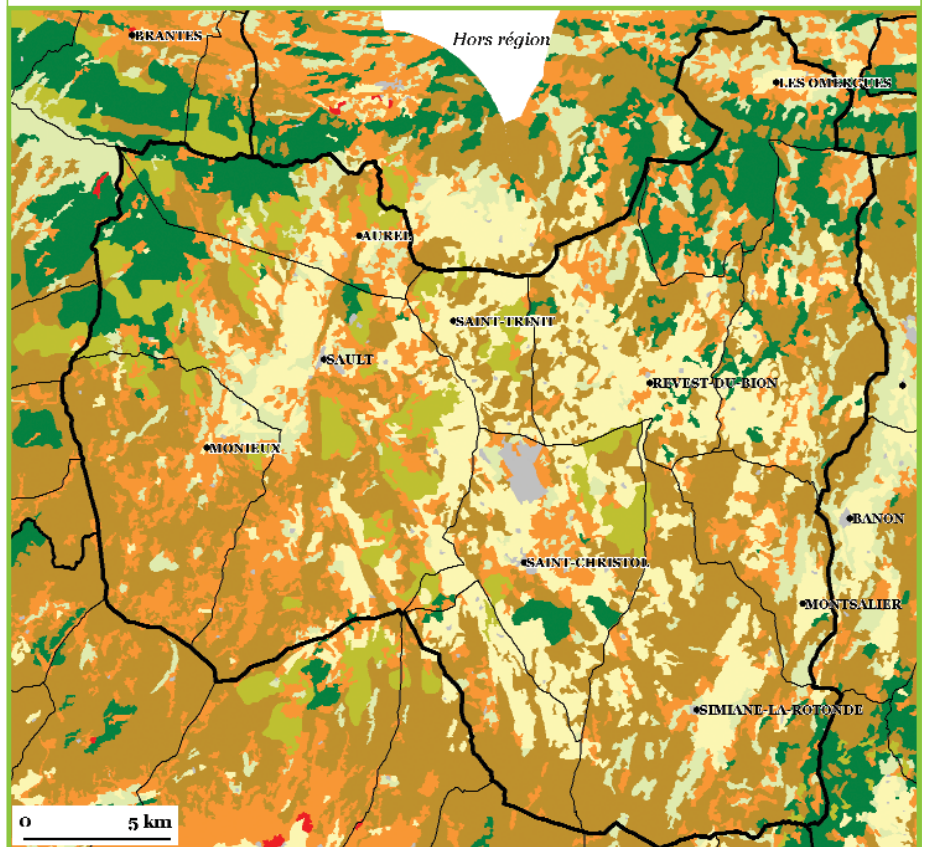 BRANTES
Hors région
LES OMERGUES
AUREL
SAINT-TRINIT
SAULT
REVEST-DU-BION
MONIEUX
BANON
SAINT-CHRISTOL
MONTSALIER
SIMIANE-LA-ROTONDE
0 5 km